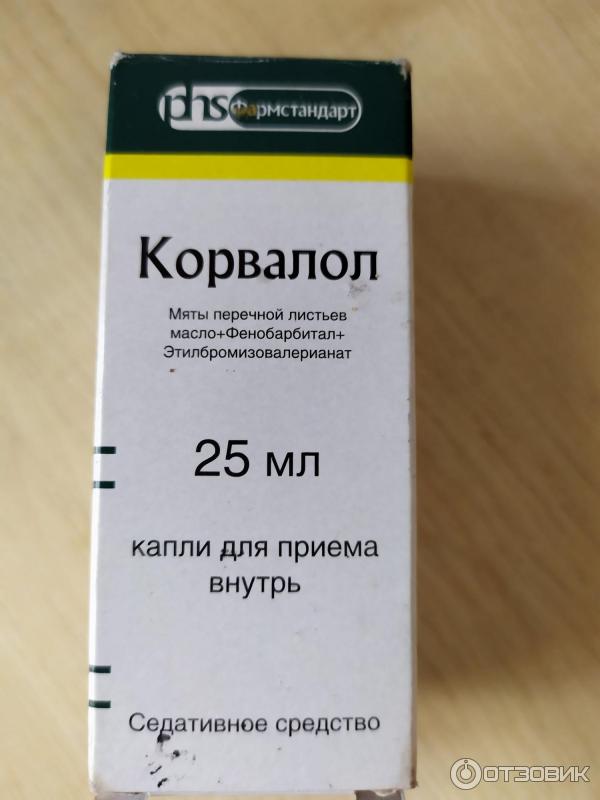 phs Фармстандарт
Корвалол
Мяты перечной листьев
масло+Фенобарбитал+
Этилбромизовалерианат
25 мл
капли для приема
внутрь
Седативное средство
ОТЗОВИК